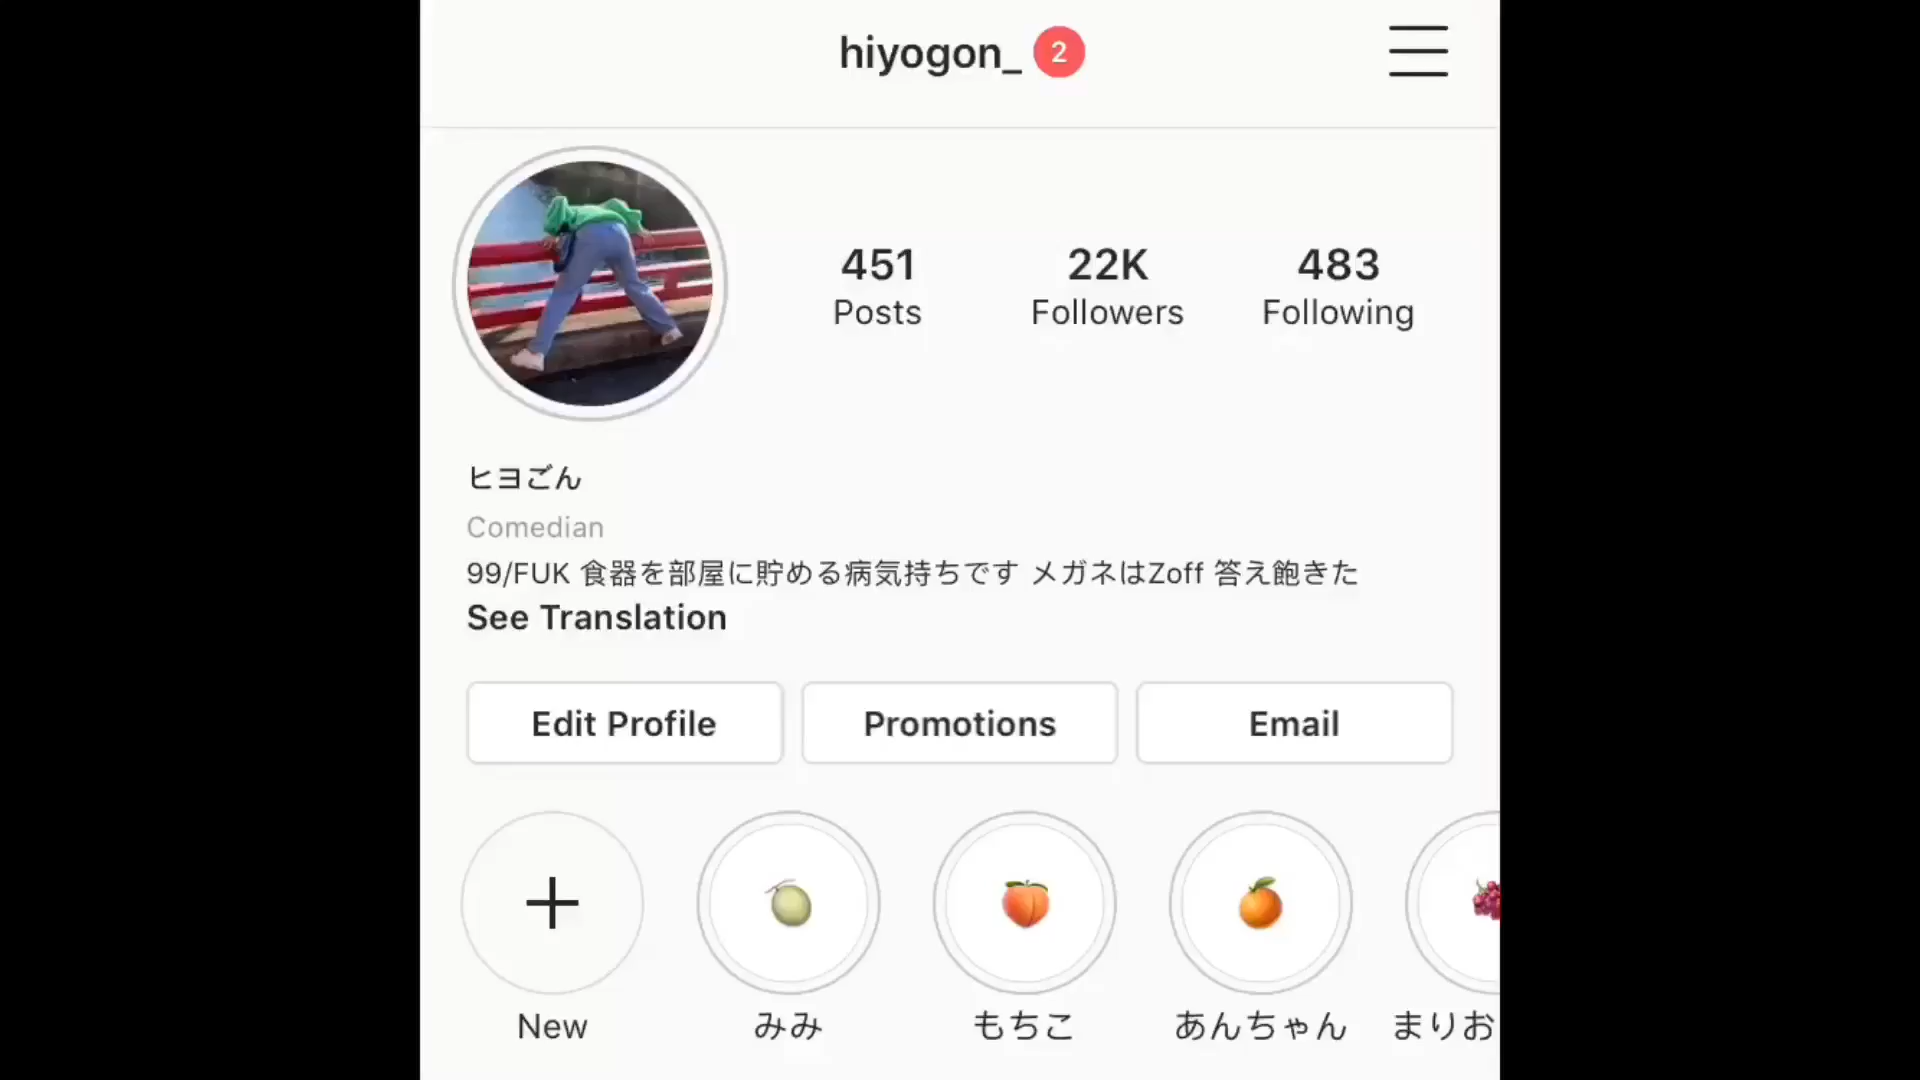 hiyogon_ 2
451 22K 483
Posts Followers Following
ヒヨごん
Comedian
99/FUK 食器を部屋に貯める病気持ちです メガネはZoff 答え飽きた
See Translation
Edit Profile Promotions Email
New みみ もちこ あんちゃん まりお